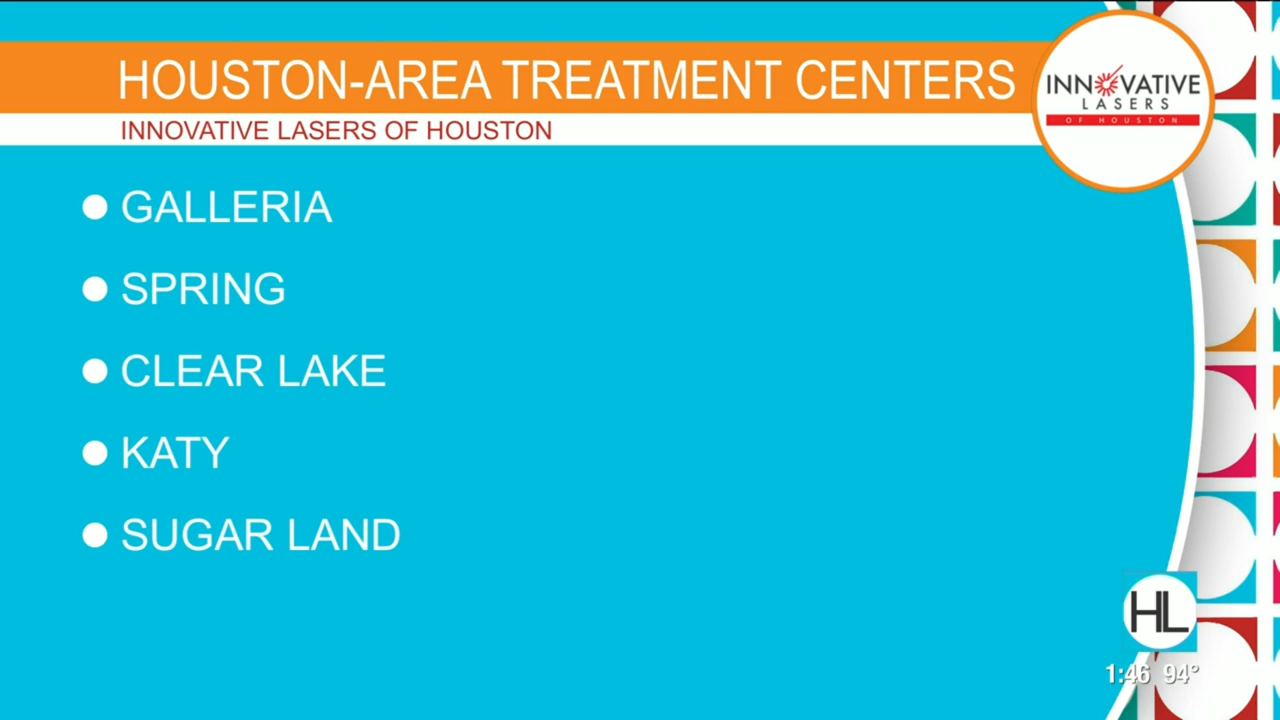 HOUSTON-AREA TREATMENT CENTERS
INNOVATIVE LASERS OF HOUSTON
INNOVATIVE
LASERS
OF HOUSTON
GALLERIA
SPRING
CLEAR LAKE
KATY
SUGAR LAND
HL
1:46 94°